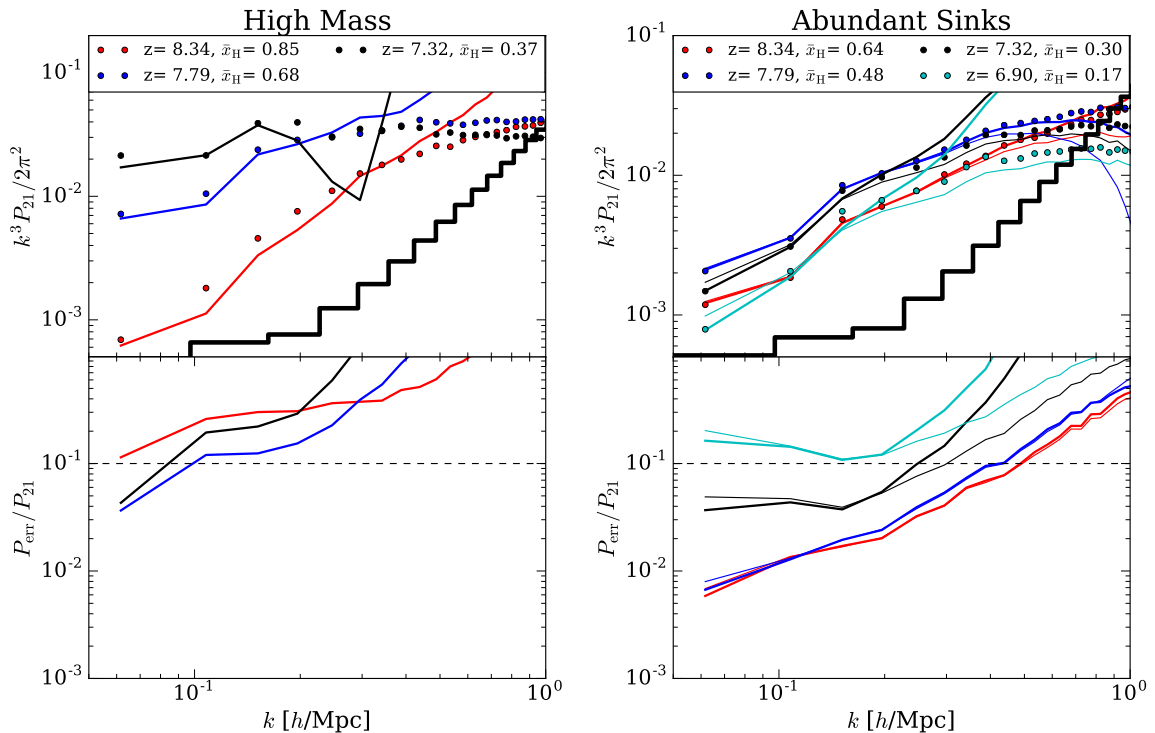 High Mass
Abundant Sinks
z= 8.34, x̄_H= 0.85
z= 7.32, x̄_H= 0.37
z= 7.79, x̄_H= 0.68
z= 8.34, x̄_H= 0.64
z= 7.32, x̄_H= 0.30
z= 7.79, x̄_H= 0.48
z= 6.90, x̄_H= 0.17
10^-1
10^-2
10^-3
k^3 P_21/2π^2
10^-1
10^-2
10^-3
k^3 P_21/2π^2
10^-1
10^-2
10^-3
P_err/P_21
10^-1
10^-2
10^-3
P_err/P_21
10^-1
10^0
k [h/Mpc]
10^-1
10^0
k [h/Mpc]